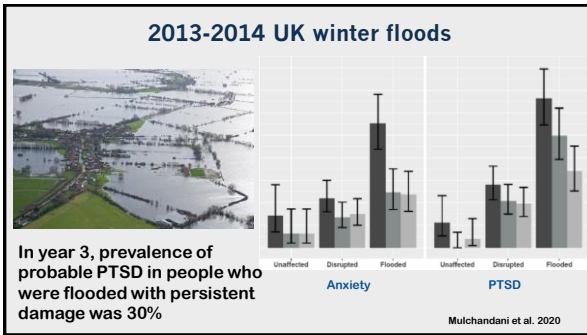 2013-2014 UK winter floods
In year 3, prevalence of
probable PTSD in people who
were flooded with persistent
damage was 30%
Unaffected Disrupted Flooded
Anxiety
Unaffected Disrupted Flooded
PTSD
Mulchandani et al. 2020